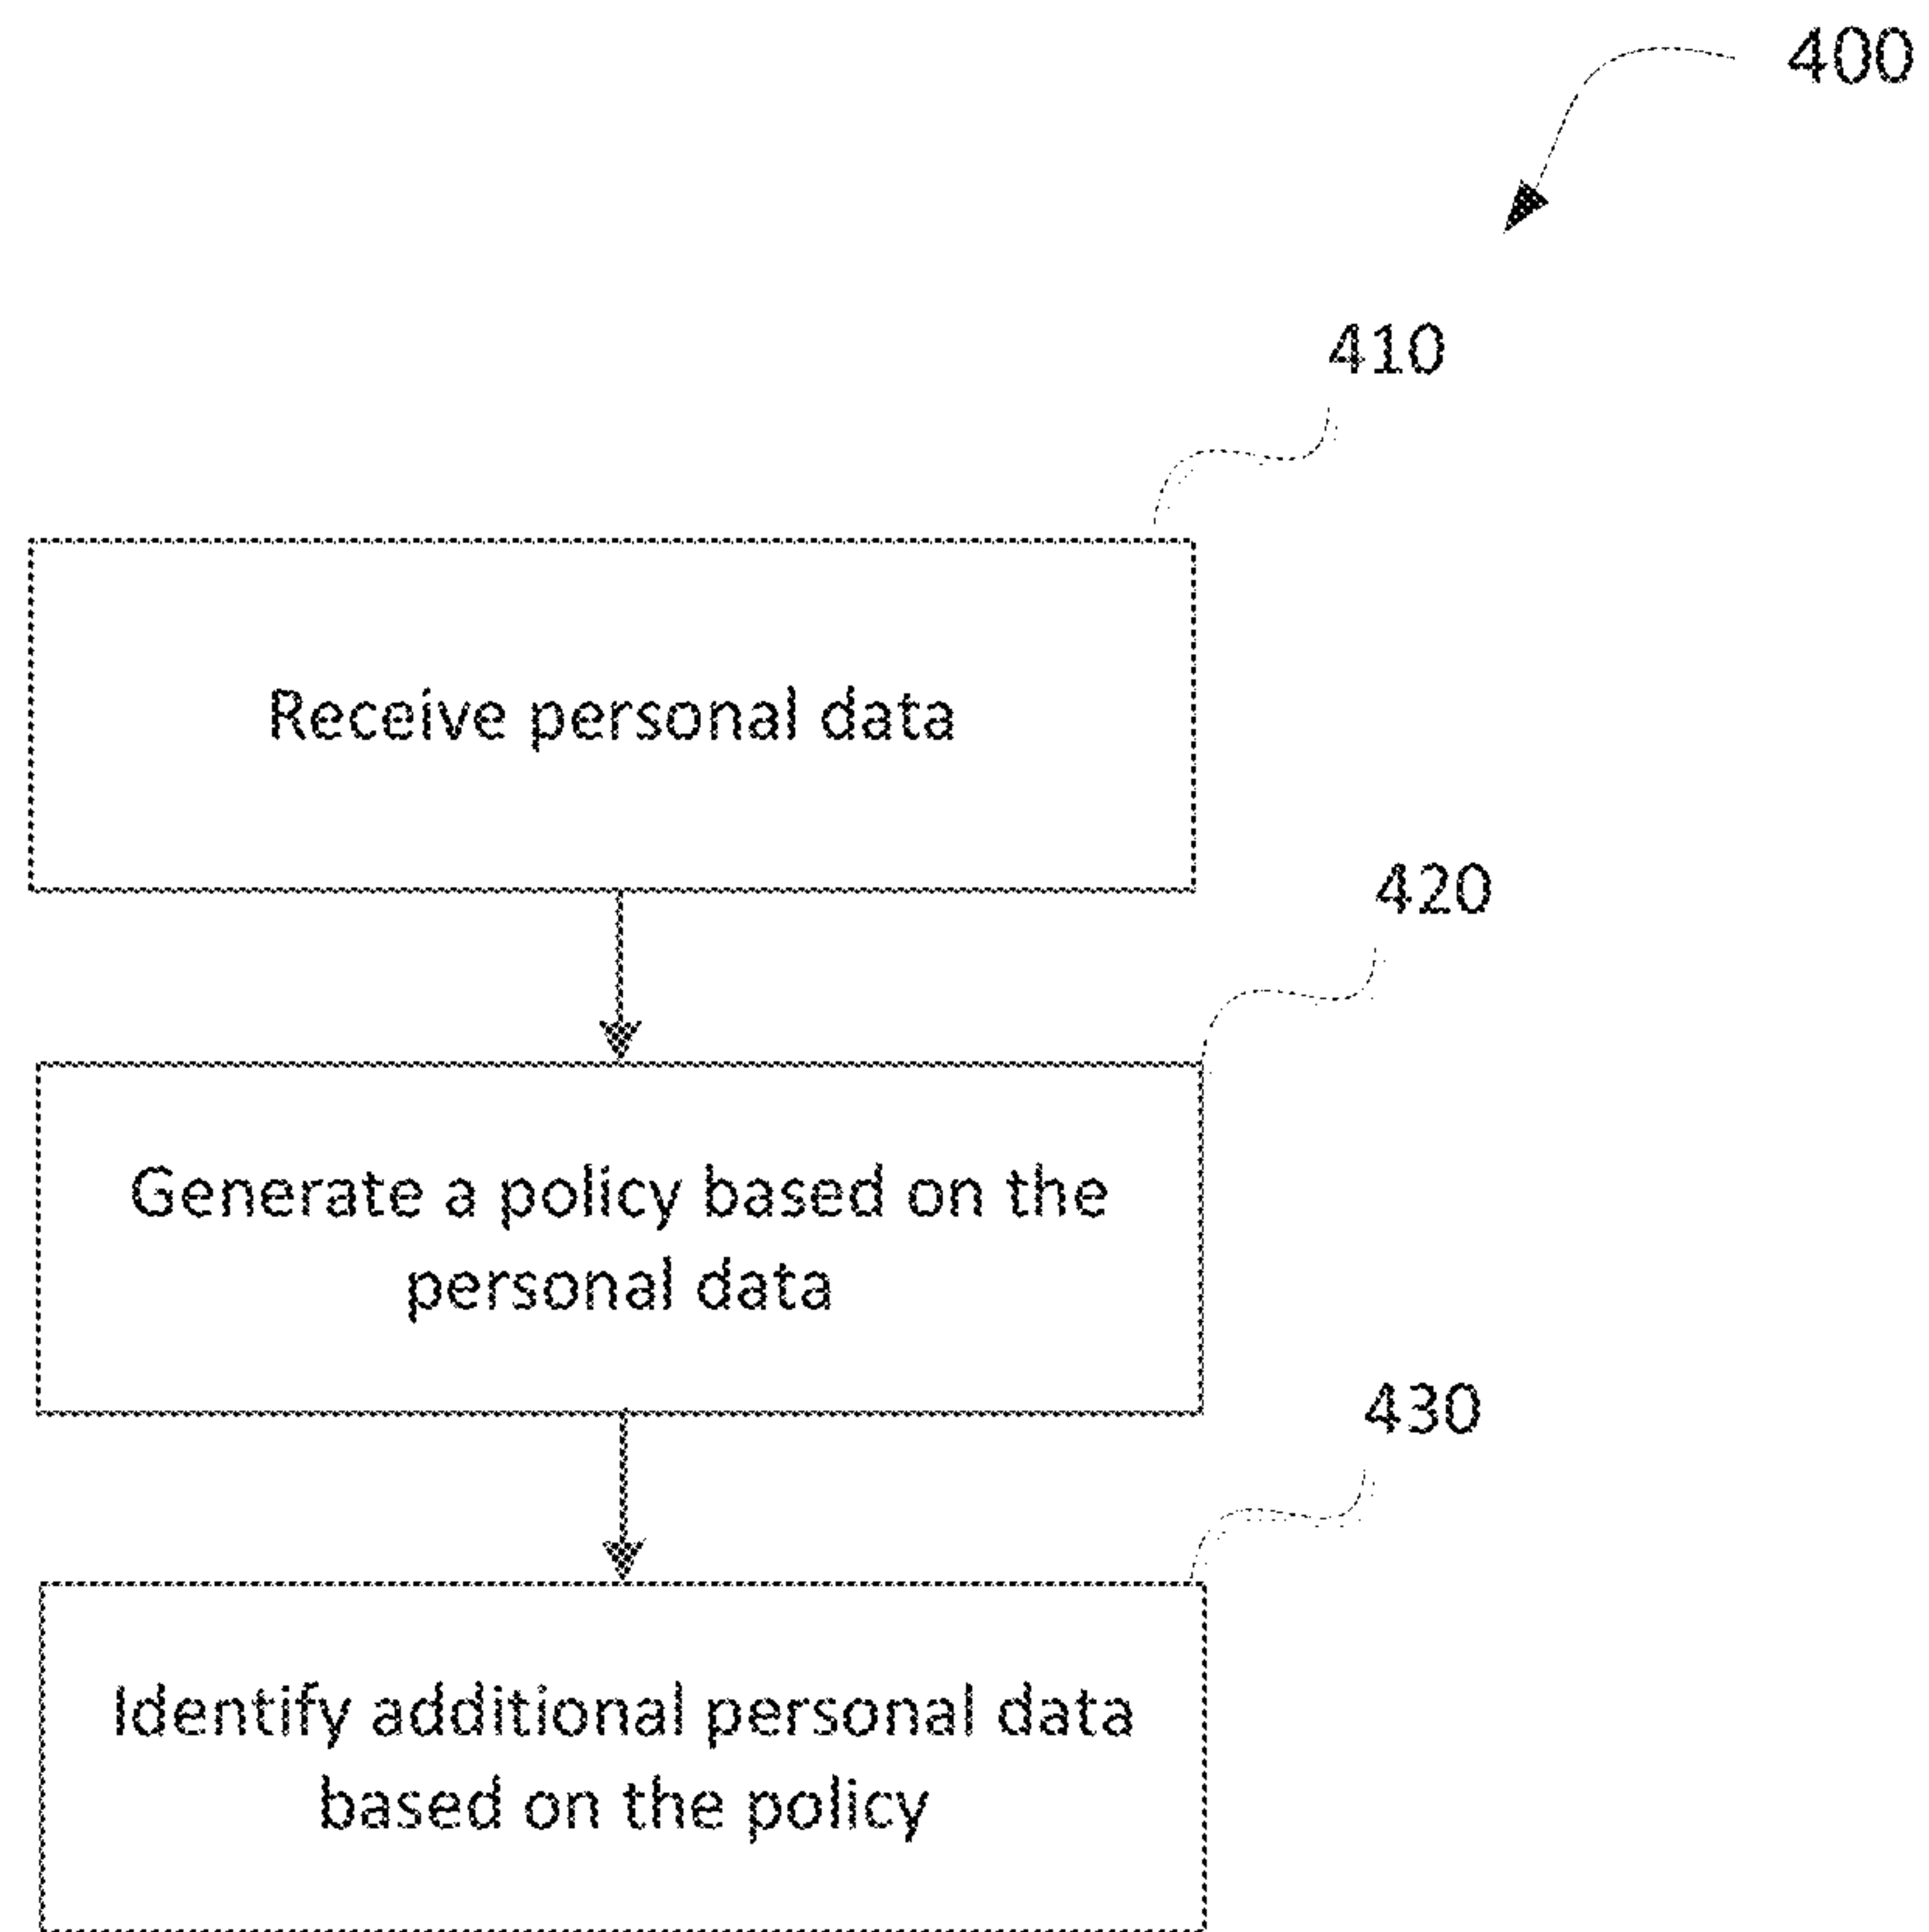 400
410
Receive personal data
420
Generate a policy based on the
personal data
430
Identify additional personal data
based on the policy